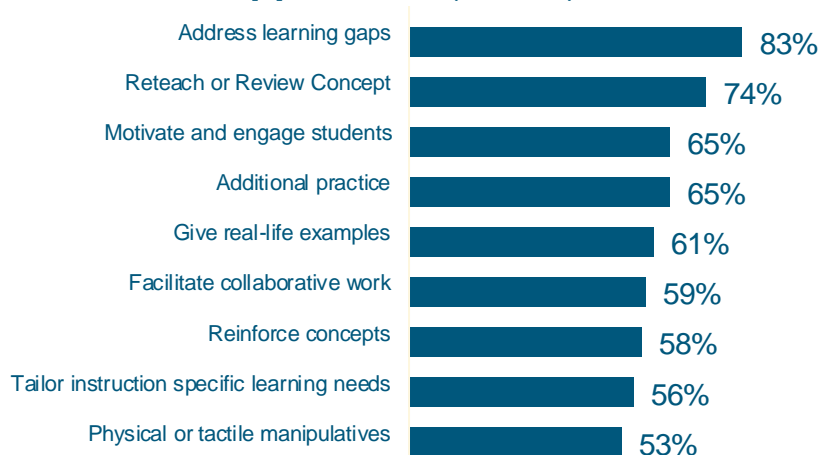 Address learning gaps 83%
Reteach or Review Concept 74%
Motivate and engage students 65%
Additional practice 65%
Give real-life examples 61%
Facilitate collaborative work 59%
Reinforce concepts 58%
Tailor instruction specific learning needs 56%
Physical or tactile manipulatives 53%